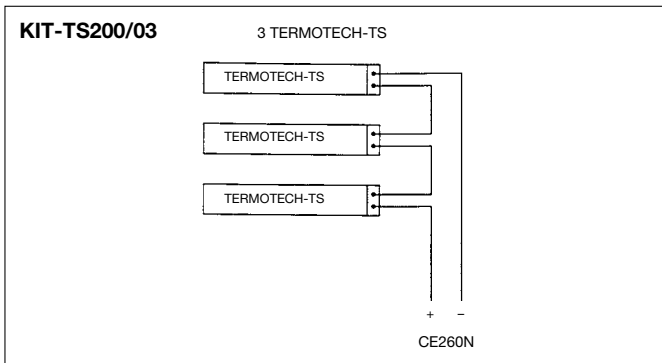 KIT-TS200/03
3 TERMOTECH-TS
TERMOTECH-TS
TERMOTECH-TS
TERMOTECH-TS
+ –
CE260N